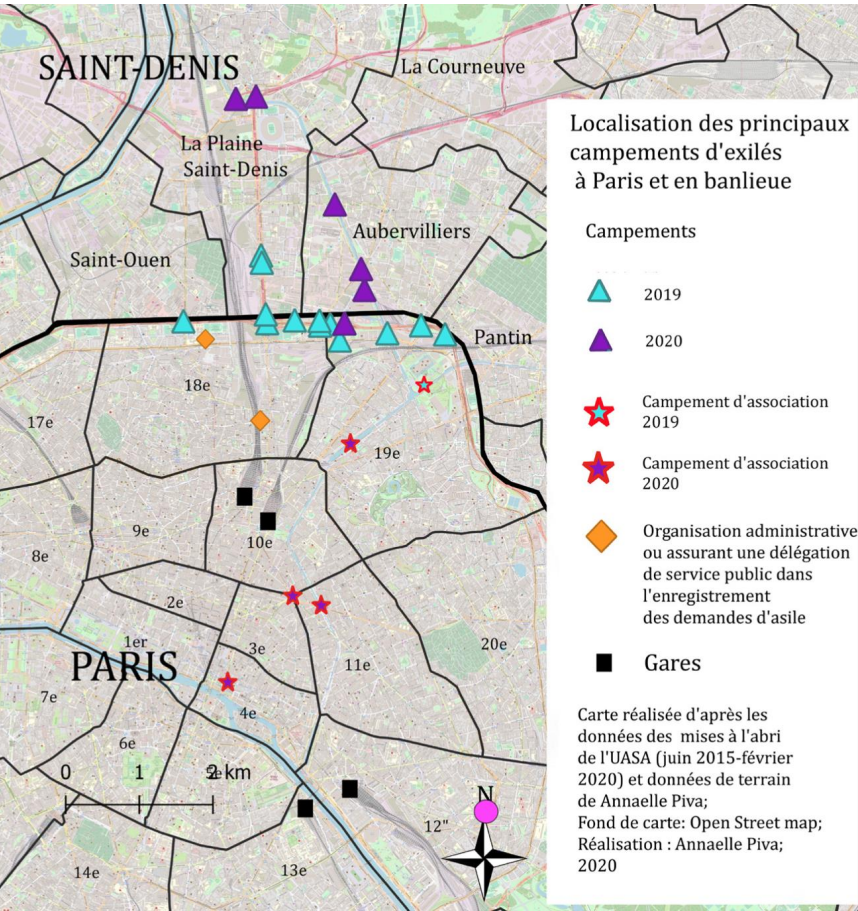 SAINT-DENIS
La Courneuve
La Plaine
Saint-Denis
Aubervilliers
Saint-Ouen
Pantin
18e
17e
19e
9e
10e
8e
2e
1er
3e
PARIS
11e
20e
7e
4e
6e
5e
0 1 2 km
N
12"
13e
14e
Localisation des principaux
campements d'exilés
à Paris et en banlieue
Campements
2019
2020
Campement d'association
2019
Campement d'association
2020
Organisation administrative
ou assurant une délégation
de service public dans
l'enregistrement
des demandes d'asile
Gares
Carte réalisée d'après les
données des mises à l'abri
de l'UASA (juin 2015-février
2020) et données de terrain
de Annaelle Piva;
Fond de carte: Open Street map;
Réalisation : Annaelle Piva;
2020